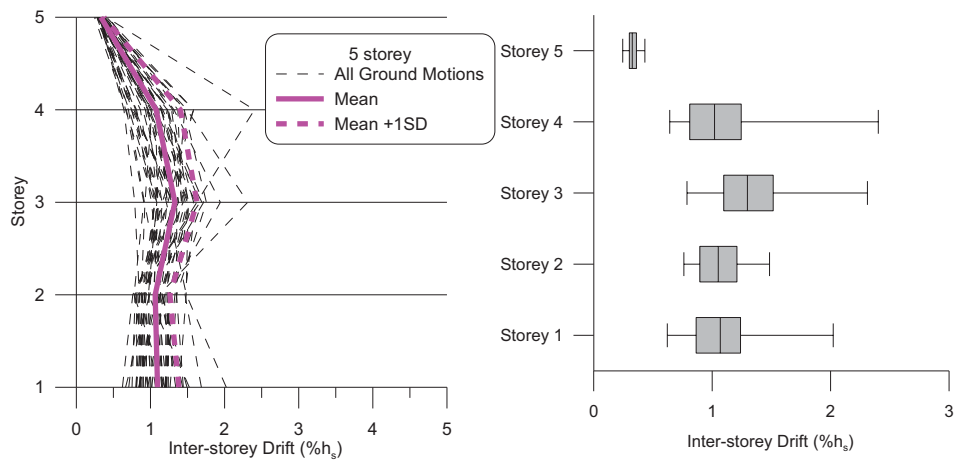 5
4
3
2
1
Storey
0
1
2
3
4
5
Inter-storey Drift (%hs)
5 storey
All Ground Motions
Mean
Mean +1SD
Storey 5
Storey 4
Storey 3
Storey 2
Storey 1
0
1
2
3
Inter-storey Drift (%hs)